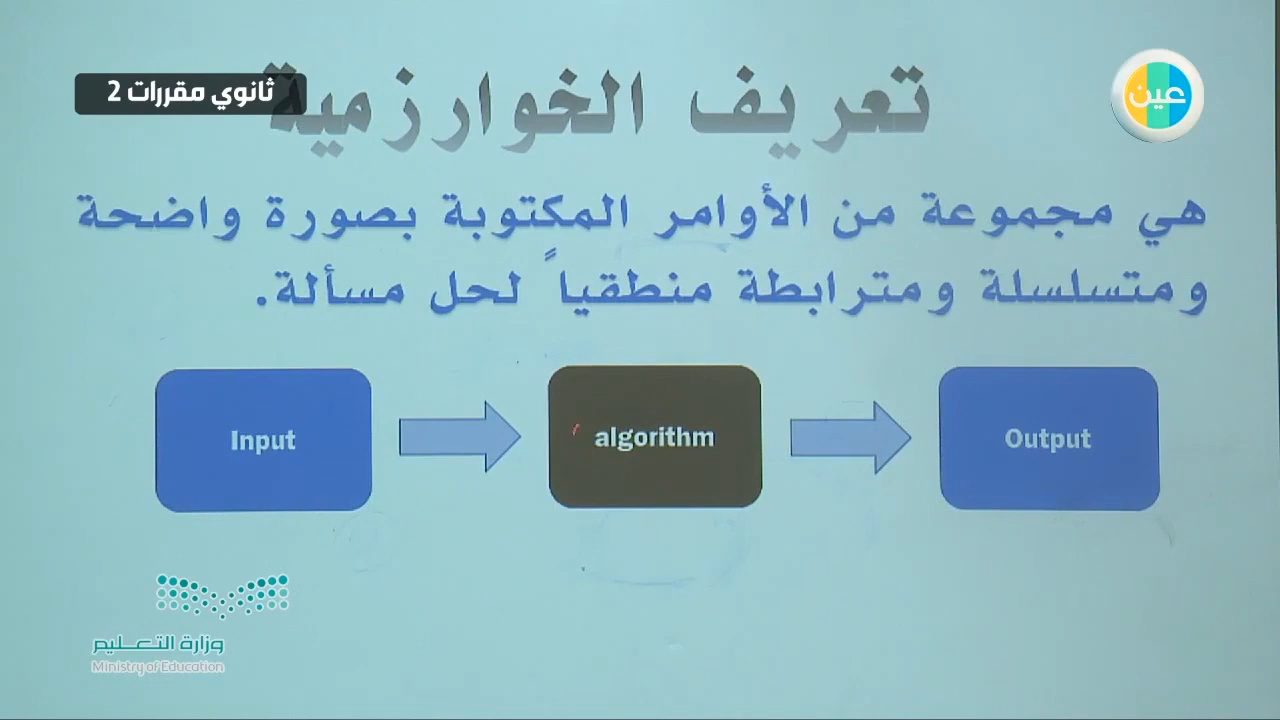 ثانوي مقررات 2
عين
تعريف الخوارزمية
هي مجموعة من الأوامر المكتوبة بصورة واضحة
ومتسلسلة ومترابطة منطقياً لحل مسألة.
Input
algorithm
Output
وزارة التعليم
Ministry of Education